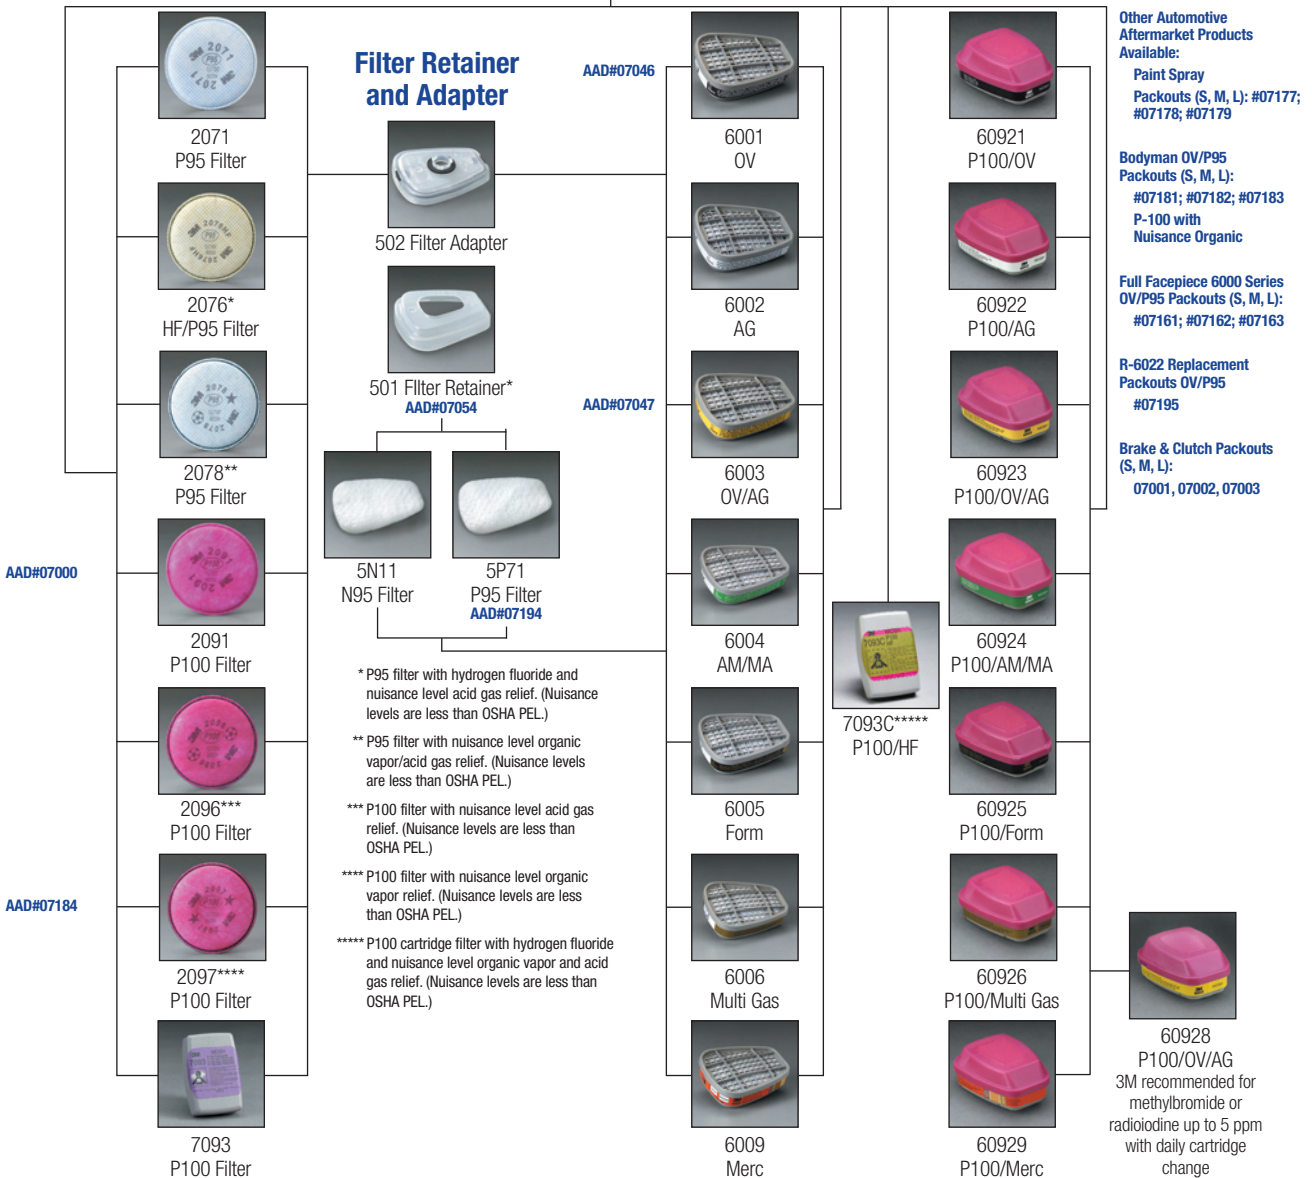 2071
P95 Filter
2076*
HF/P95 Filter
2078**
P95 Filter
AAD#07000
2091
P100 Filter
2096***
P100 Filter
AAD#07184
2097****
P100 Filter
7093
P100 Filter
Filter Retainer
and Adapter
502 Filter Adapter
501 FIlter Retainer*
AAD#07054
5N11
N95 Filter
5P71
P95 Filter
AAD#07194
* P95 filter with hydrogen fluoride and
nuisance level acid gas relief. (Nuisance
levels are less than OSHA PEL.)
** P95 filter with nuisance level organic
vapor/acid gas relief. (Nuisance levels
are less than OSHA PEL.)
*** P100 filter with nuisance level acid gas
relief. (Nuisance levels are less than
OSHA PEL.)
**** P100 filter with nuisance level organic
vapor relief. (Nuisance levels are less
than OSHA PEL.)
***** P100 cartridge filter with hydrogen fluoride
and nuisance level organic vapor and acid
gas relief. (Nuisance levels are less than
OSHA PEL.)
AAD#07046
6001
OV
6002
AG
AAD#07047
6003
OV/AG
6004
AM/MA
6005
Form
6006
Multi Gas
6009
Merc
7093C*****
P100/HF
60921
P100/OV
60922
P100/AG
60923
P100/OV/AG
60924
P100/AM/MA
60925
P100/Form
60926
P100/Multi Gas
60929
P100/Merc
Other Automotive
Aftermarket Products
Available:
Paint Spray
Packouts (S, M, L): #07177;
#07178; #07179
Bodyman OV/P95
Packouts (S, M, L):
#07181; #07182; #07183
P-100 with
Nuisance Organic
Full Facepiece 6000 Series
OV/P95 Packouts (S, M, L):
#07161; #07162; #07163
R-6022 Replacement
Packouts OV/P95
#07195
Brake & Clutch Packouts
(S, M, L):
07001, 07002, 07003
60928
P100/OV/AG
3M recommended for
methylbromide or
radioiodine up to 5 ppm
with daily cartridge
change